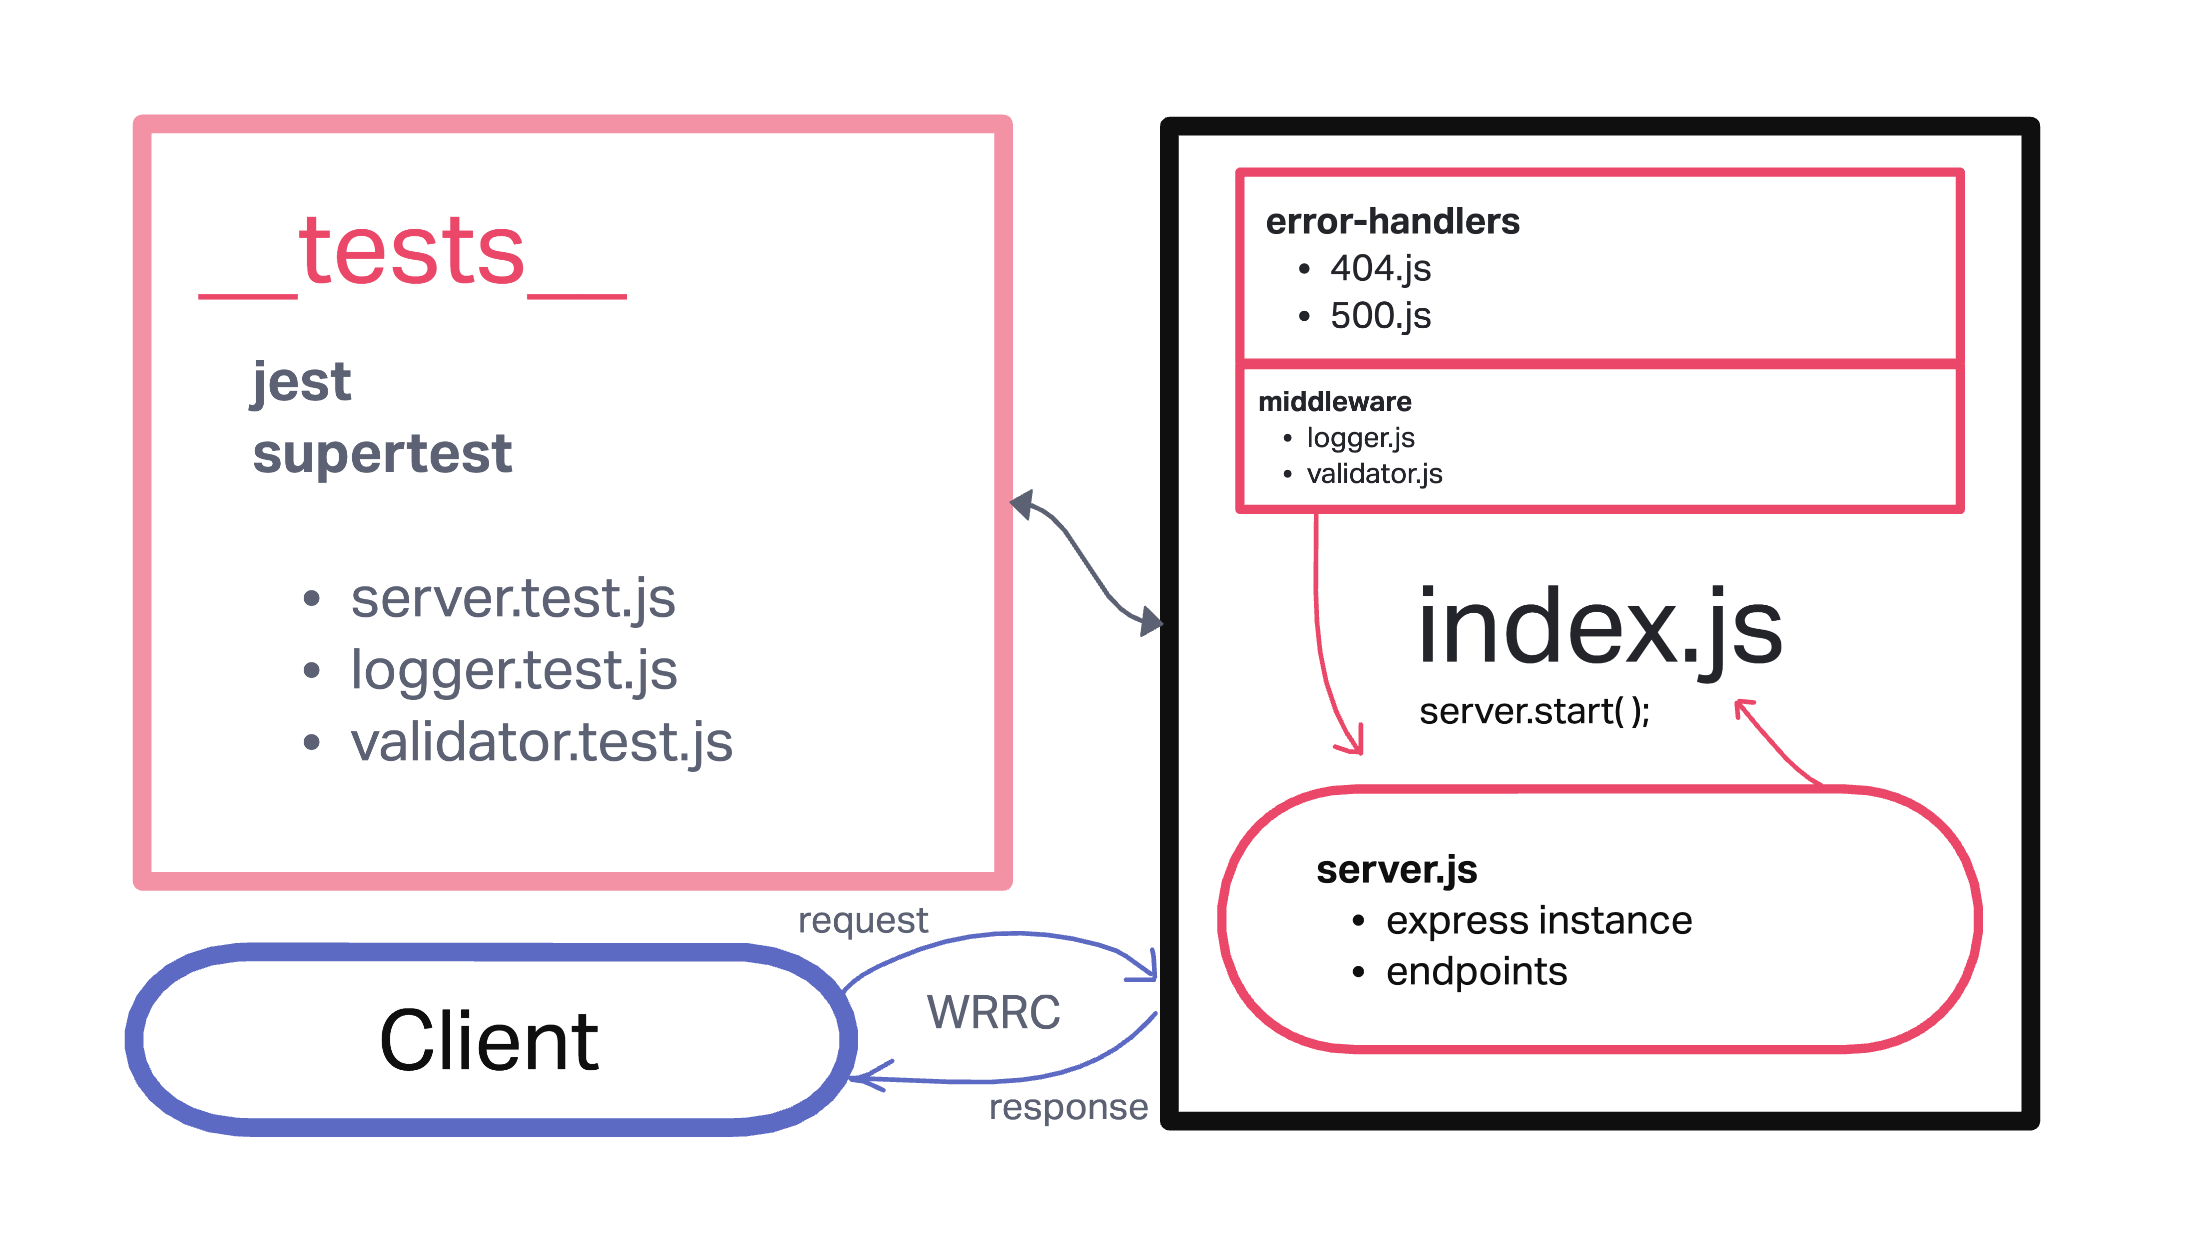 __tests__
jest
supertest
• server.test.js
• logger.test.js
• validator.test.js
error-handlers
• 404.js
• 500.js
middleware
• logger.js
• validator.js
index.js
server.start( );
server.js
• express instance
• endpoints
request
WRRC
response
Client